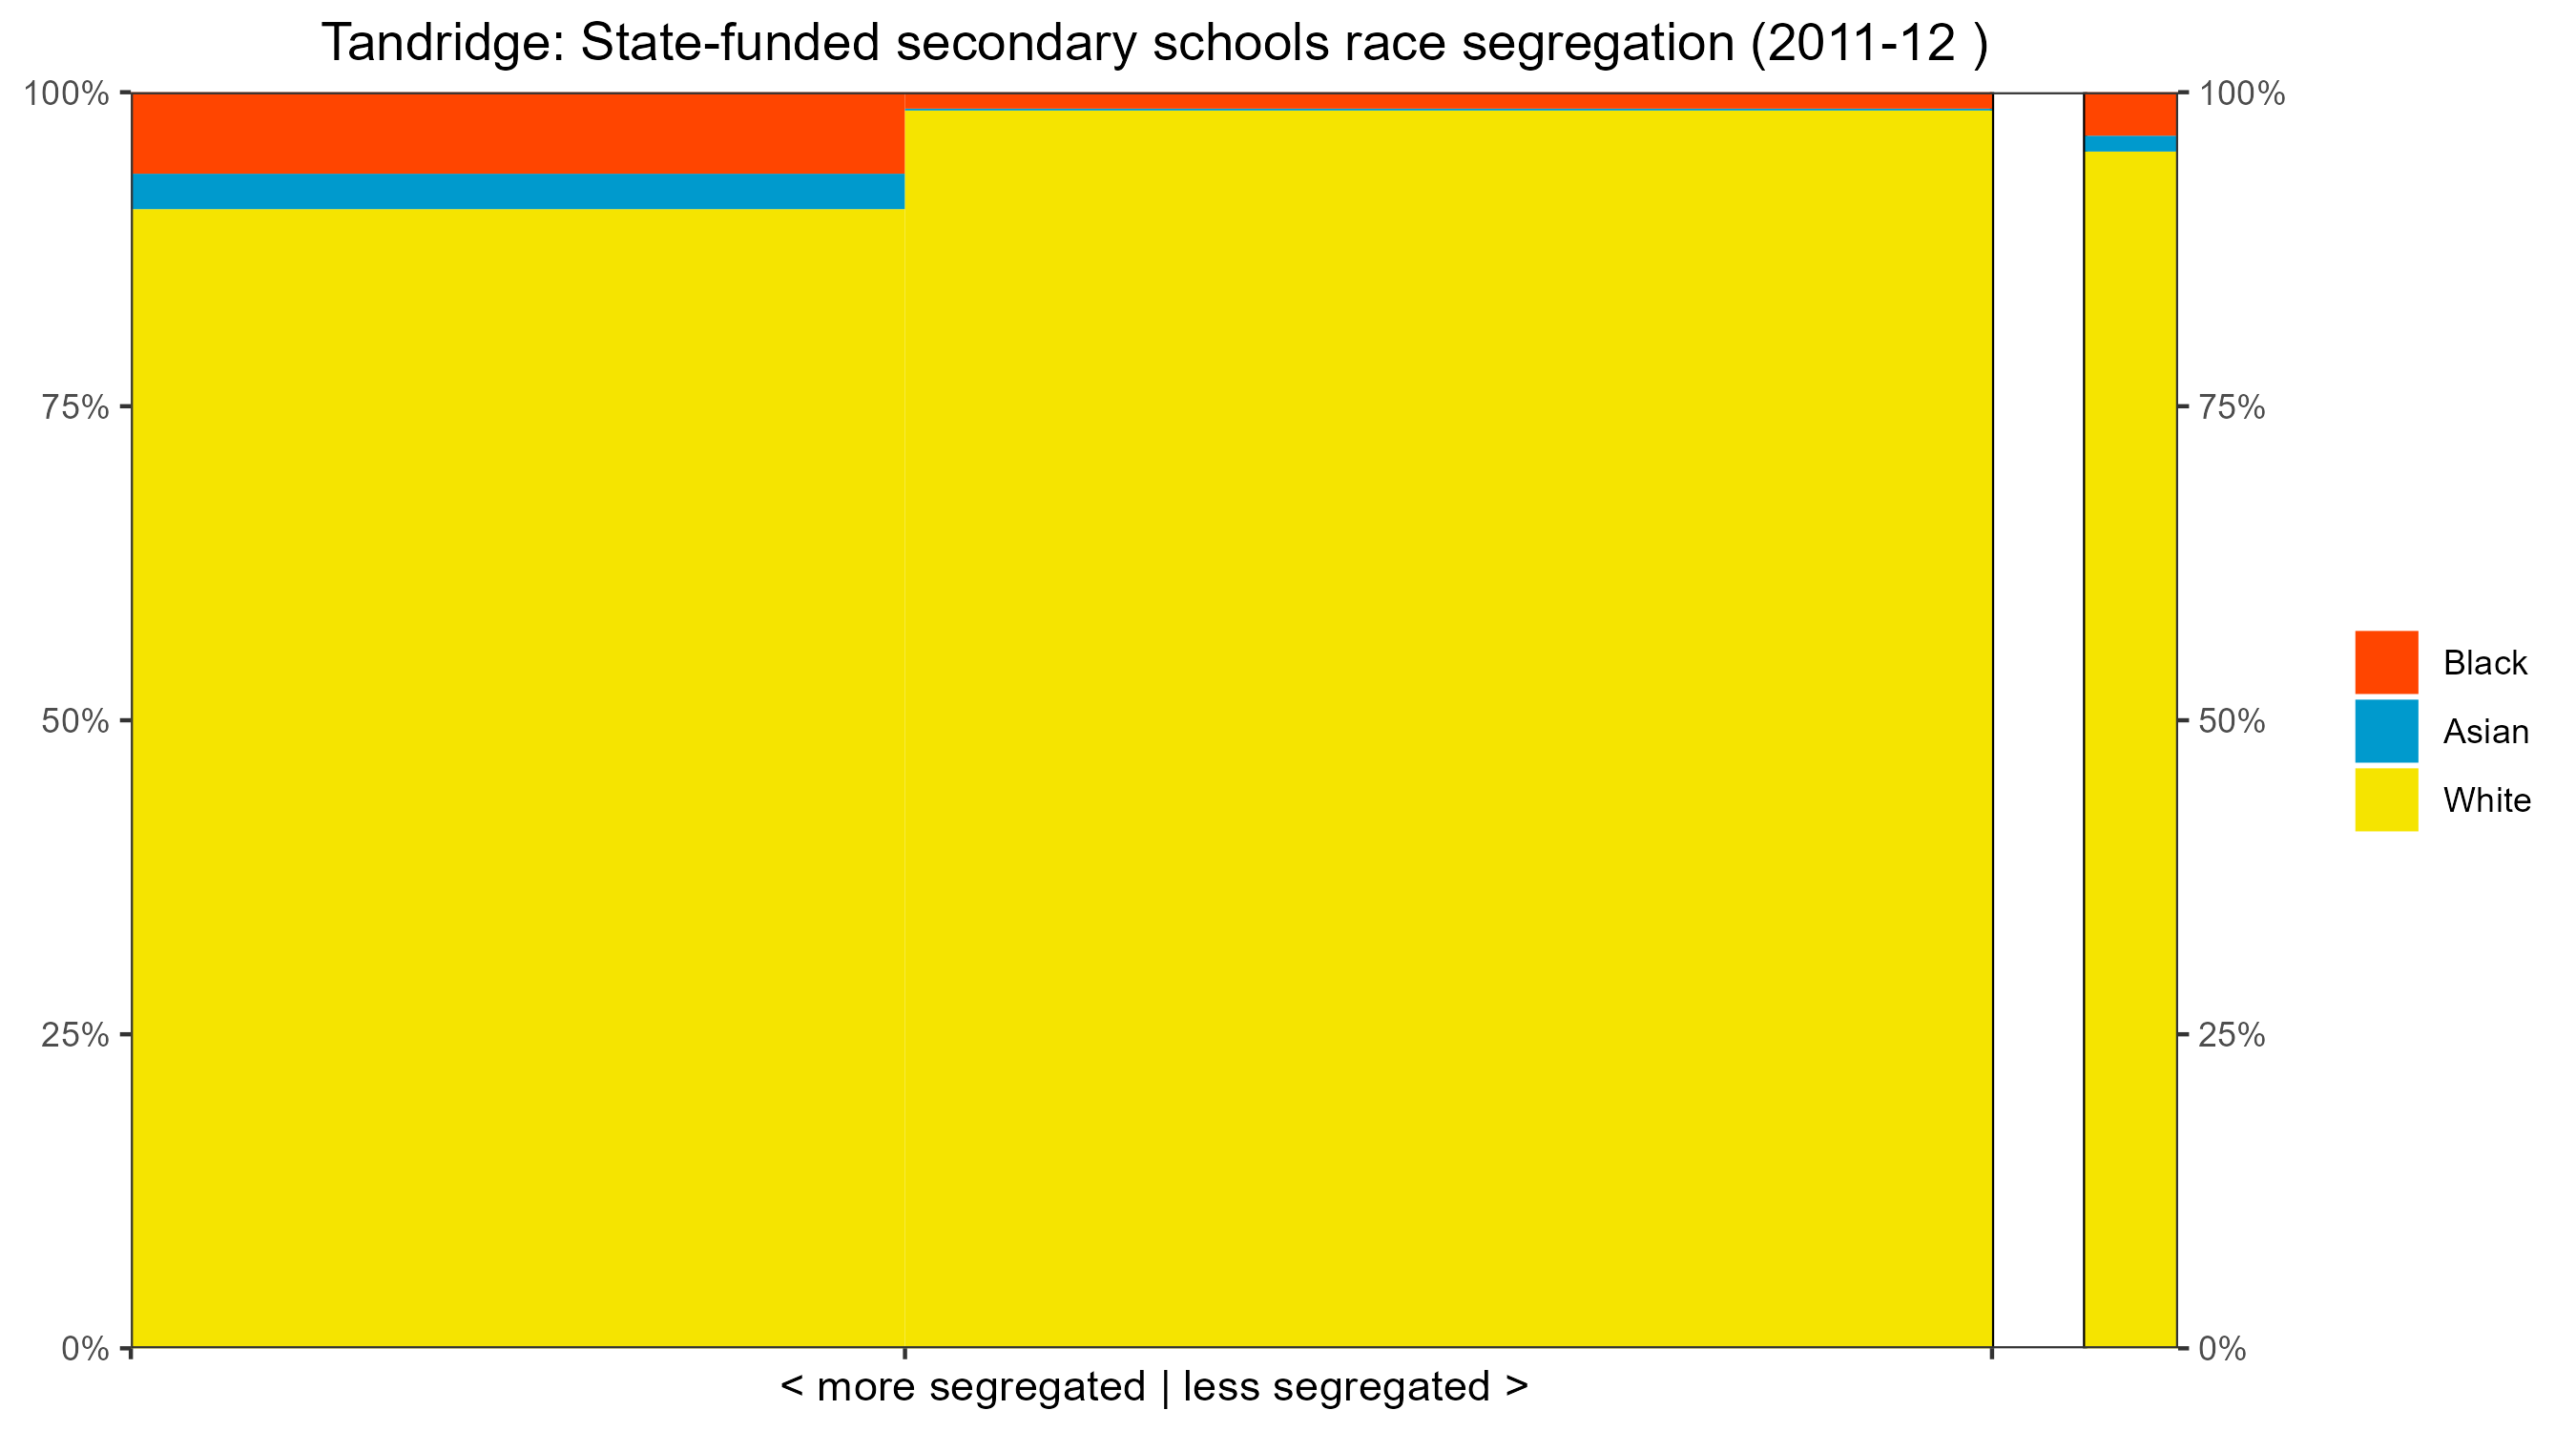 Tandridge: State-funded secondary schools race segregation (2011-12 )
100%
75%
50%
25%
0%
100%
75%
50%
25%
0%
Black
Asian
White
< more segregated | less segregated >